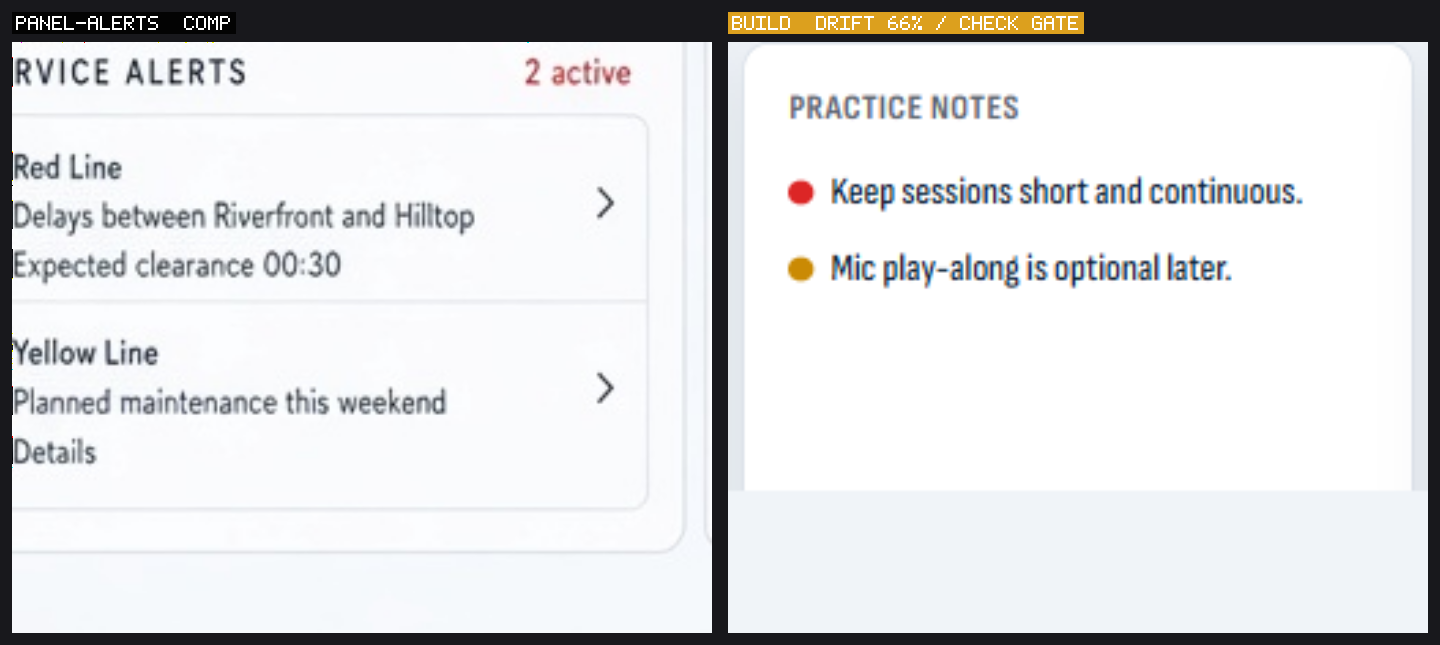 PANEL-ALERTS COMP
RVICE ALERTS
2 active
Red Line
Delays between Riverfront and Hilltop
Expected clearance 00:30
Yellow Line
Planned maintenance this weekend
Details
BUILD DRIFT 66% / CHECK GATE
PRACTICE NOTES
Keep sessions short and continuous.
Mic play-along is optional later.